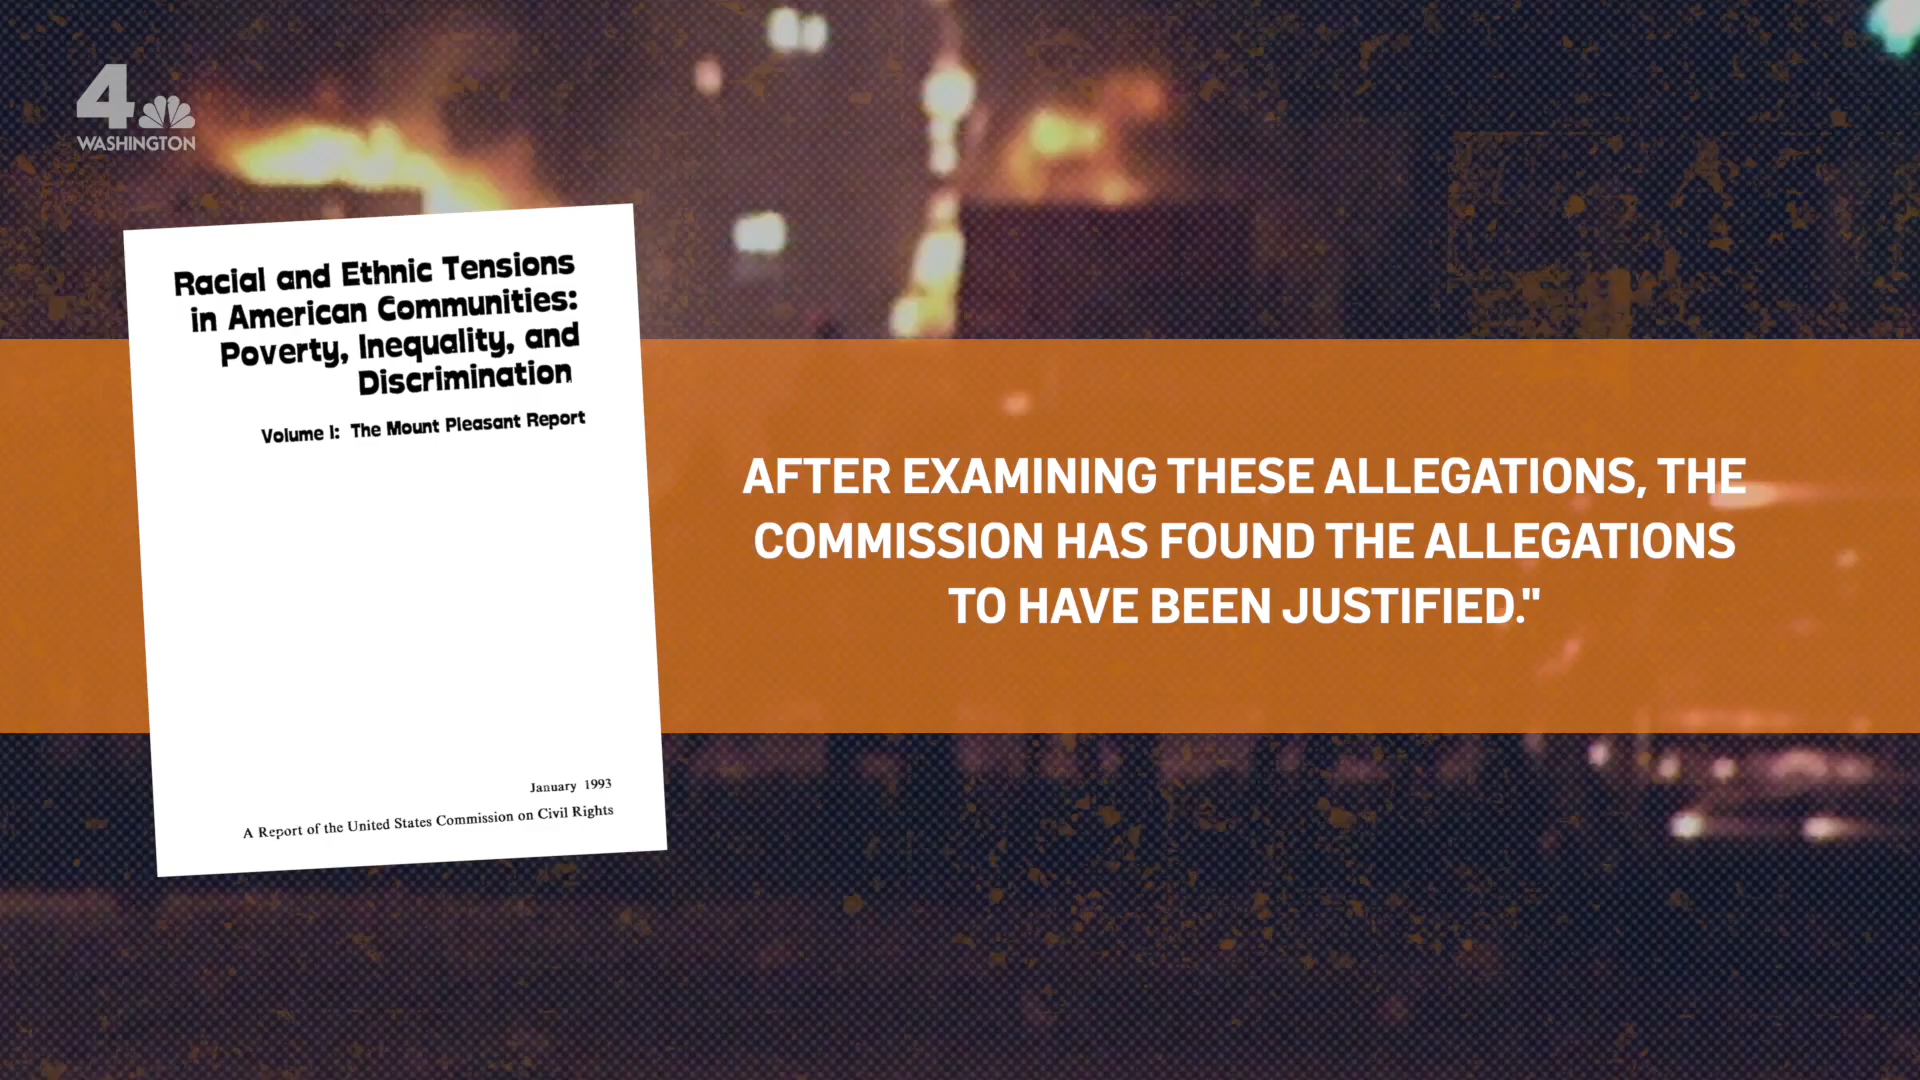 4
WASHINGTON
Racial and Ethnic Tensions
in American Communities:
Poverty, Inequality, and
Discrimination
Volume I: The Mount Pleasant Report
January 1993
A Report of the United States Commission on Civil Rights
AFTER EXAMINING THESE ALLEGATIONS, THE
COMMISSION HAS FOUND THE ALLEGATIONS
TO HAVE BEEN JUSTIFIED."